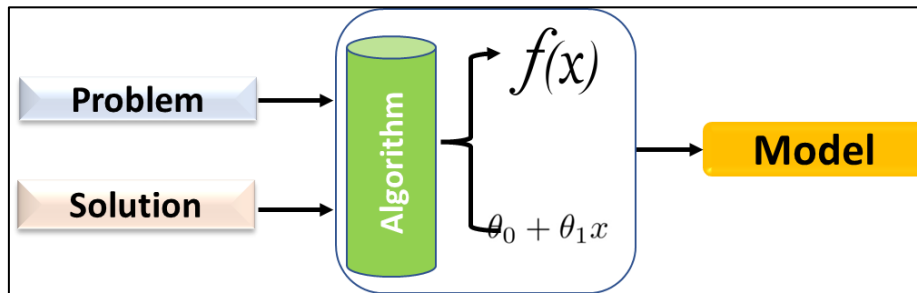 Problem
Solution
Algorithm
f(x)
θ₀ + θ₁x
Model